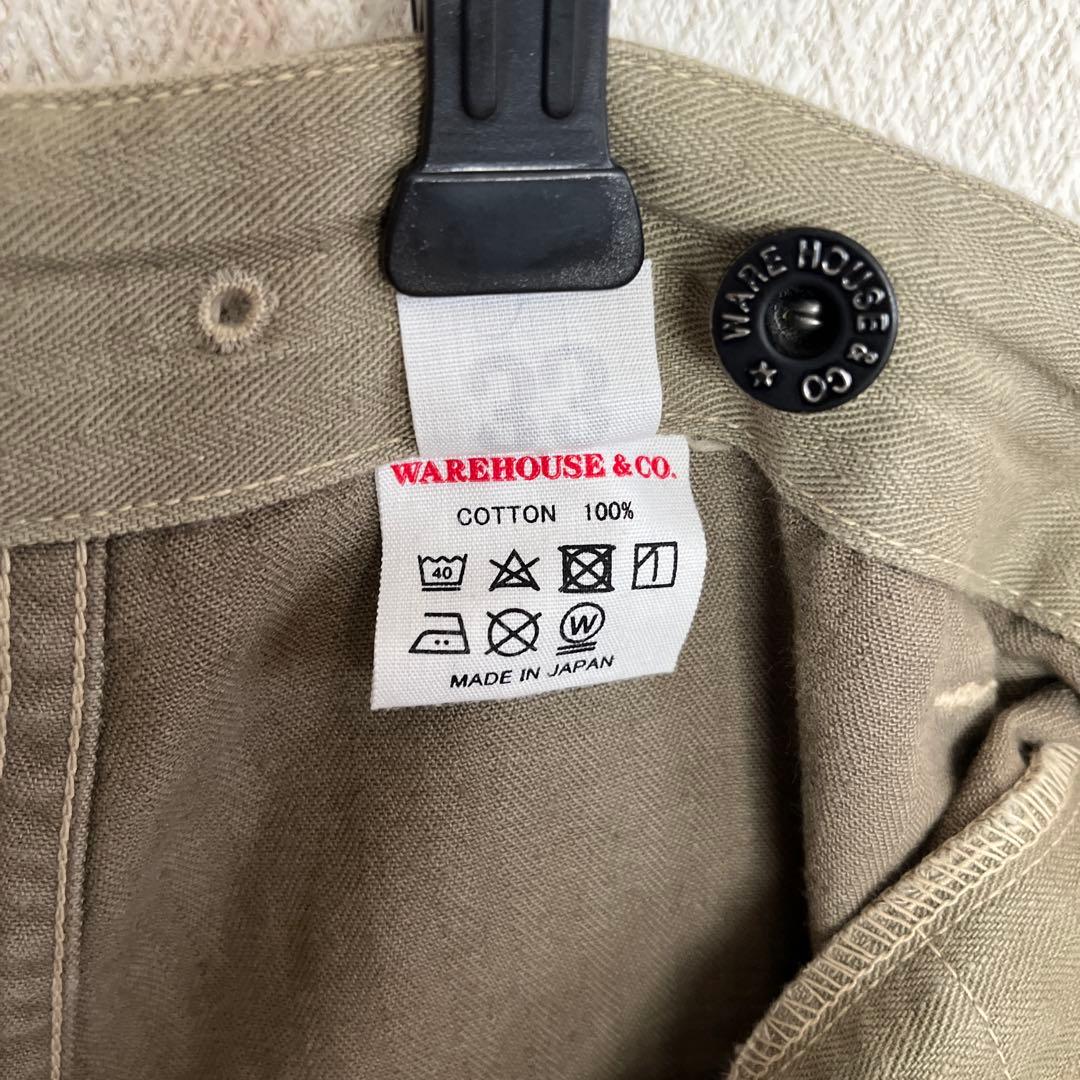 WARE HOUSE & CO ★
WAREHOUSE & CO.
COTTON 100%
40
W
MADE IN JAPAN